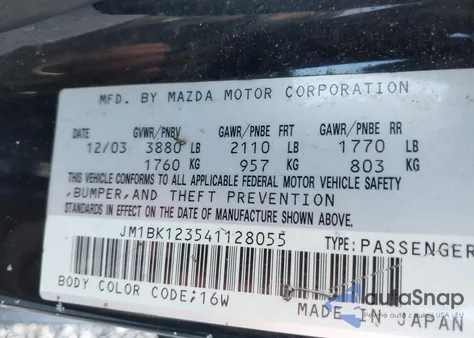 MFD. BY MAZDA MOTOR CORPORATION
DATE GVWR/PNBV GAWR/PNBE FRT GAWR/PNBE RR
12/03 3880 LB 2110 LB 1770 LB
1760 KG 957 KG 803 KG
THIS VEHICLE CONFORMS TO ALL APPLICABLE FEDERAL MOTOR VEHICLE SAFETY
,BUMPER,AND THEFT PREVENTION
STANDARDS IN EFFECT ON THE DATE OF MANUFACTURE SHOWN ABOVE.
JM1BK123541128055 TYPE:PASSENGER
BODY COLOR CODE;16W
MADE IN JAPAN
autaSnap